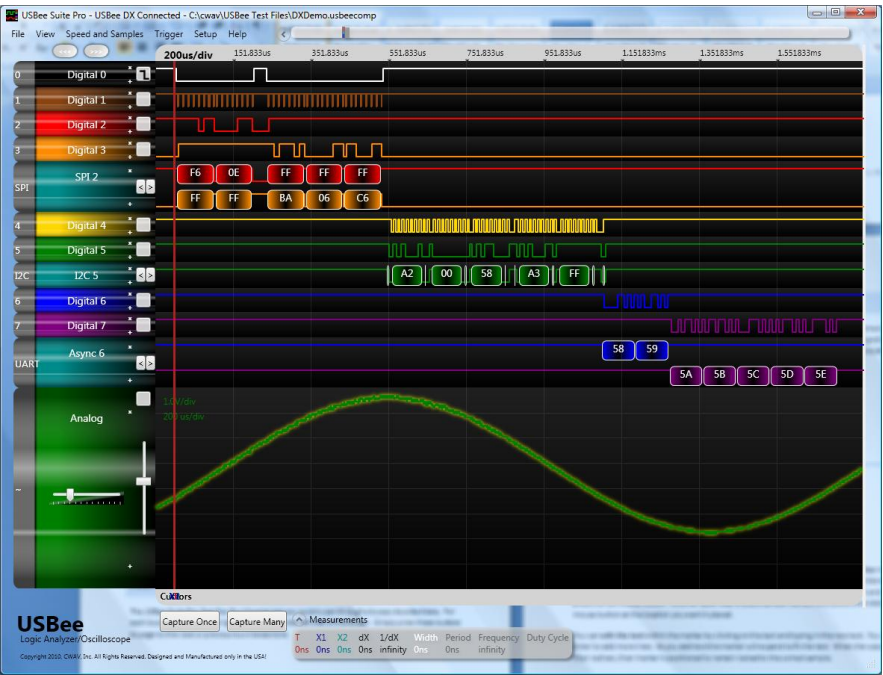 USBee Suite Pro - USBee DX Connected - C:\cwav\USBee Test Files\DXDemo.usbeecomp
File View Speed and Samples Trigger Setup Help
200us/div 151.833us 351.833us 551.833us 751.833us 951.833us 1.151833ms 1.351833ms 1.551833ms
0 Digital 0
1 Digital 1
2 Digital 2
3 Digital 3
SPI SPI 2
F6 0E FF FF FF
FF FF BA 06 C6
4 Digital 4
5 Digital 5
I2C I2C 5 A2 00 58 A3 FF
6 Digital 6
7 Digital 7
UART Async 6
58 59
5A 5B 5C 5D 5E
1.0V/div
200 us/div
Analog
~
Cursors
USBee
Logic Analyzer/Oscilloscope
Copyright 2010. CWAV, Inc. All Rights Reserved. Designed and Manufactured only in the USA!
Capture Once Capture Many
Measurements
T X1 X2 dX 1/dX Width Period Frequency Duty Cycle
0ns 0ns 0ns 0ns infinity 0ns 0ns infinity